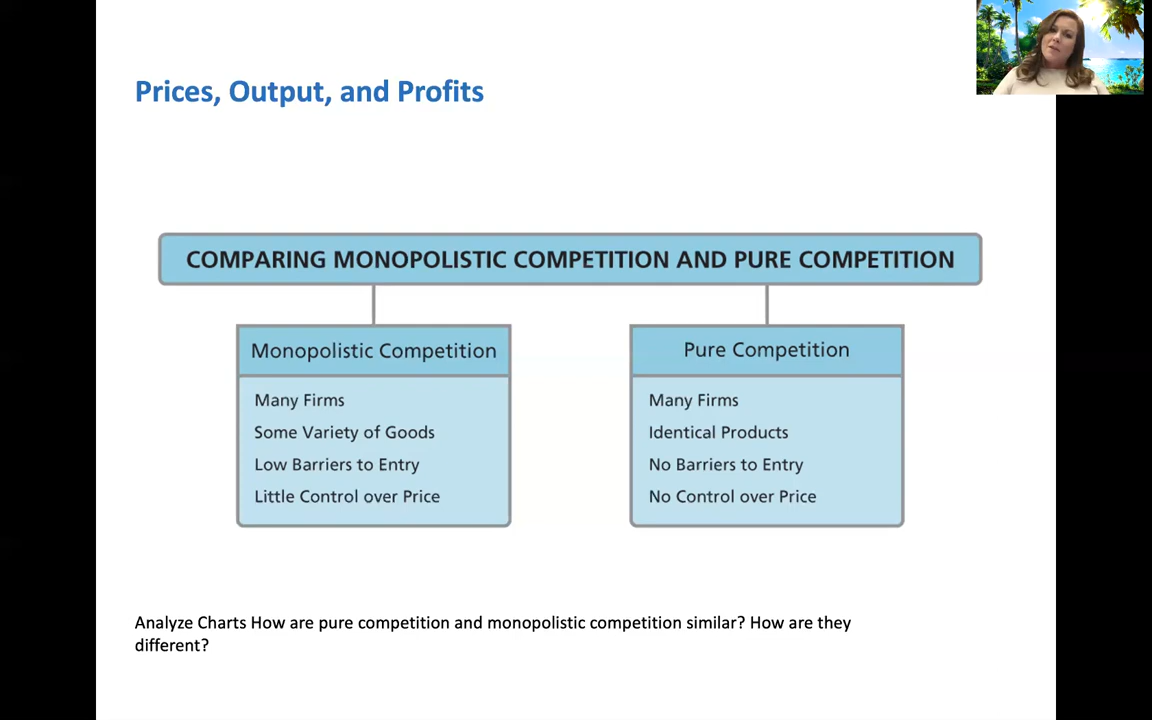 Prices, Output, and Profits
COMPARING MONOPOLISTIC COMPETITION AND PURE COMPETITION
Monopolistic Competition
Many Firms
Some Variety of Goods
Low Barriers to Entry
Little Control over Price
Pure Competition
Many Firms
Identical Products
No Barriers to Entry
No Control over Price
Analyze Charts How are pure competition and monopolistic competition similar? How are they
different?